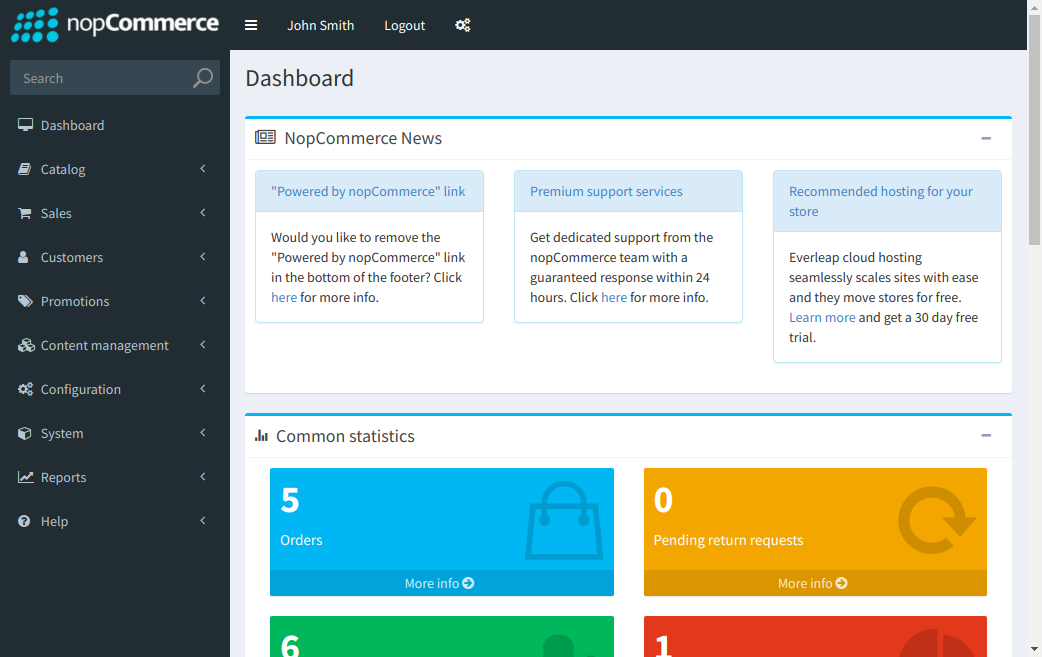 nopCommerce
John Smith
Logout
Search
Dashboard
Catalog
Sales
Customers
Promotions
Content management
Configuration
System
Reports
Help
Dashboard
NopCommerce News
"Powered by nopCommerce" link
Would you like to remove the
"Powered by nopCommerce" link
in the bottom of the footer? Click
here for more info.
Premium support services
Get dedicated support from the
nopCommerce team with a
guaranteed response within 24
hours. Click here for more info.
Recommended hosting for your
store
Everleap cloud hosting
seamlessly scales sites with ease
and they move stores for free.
Learn more and get a 30 day free
trial.
Common statistics
5
Orders
More info
0
Pending return requests
More info
6
1